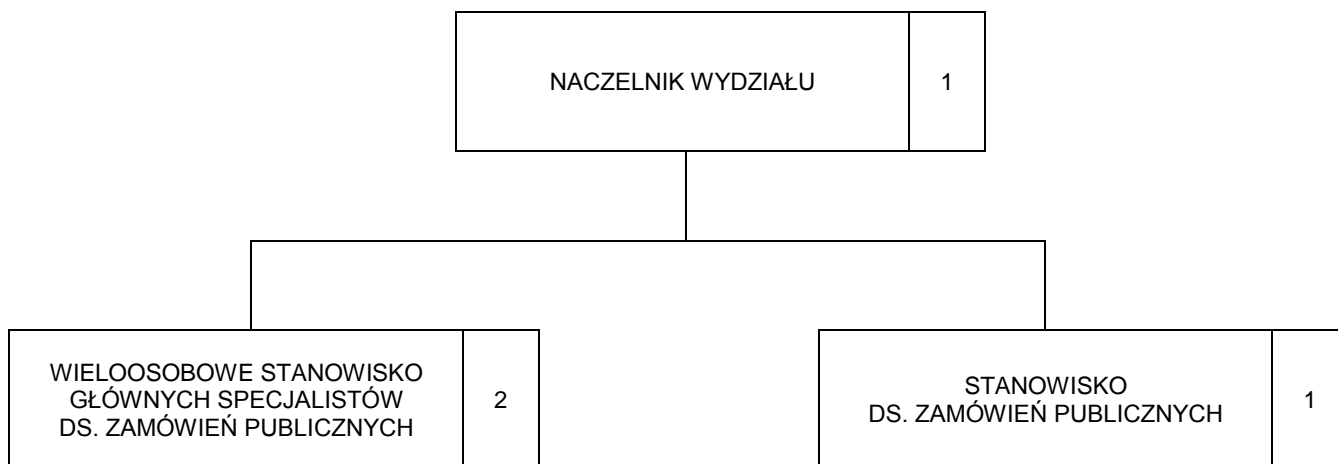 NACZELNIK WYDZIAŁU
1
WIELOOSOBOWE STANOWISKO
GŁÓWNYCH SPECJALISTÓW
DS. ZAMÓWIEŃ PUBLICZNYCH
2
STANOWISKO
DS. ZAMÓWIEŃ PUBLICZNYCH
1